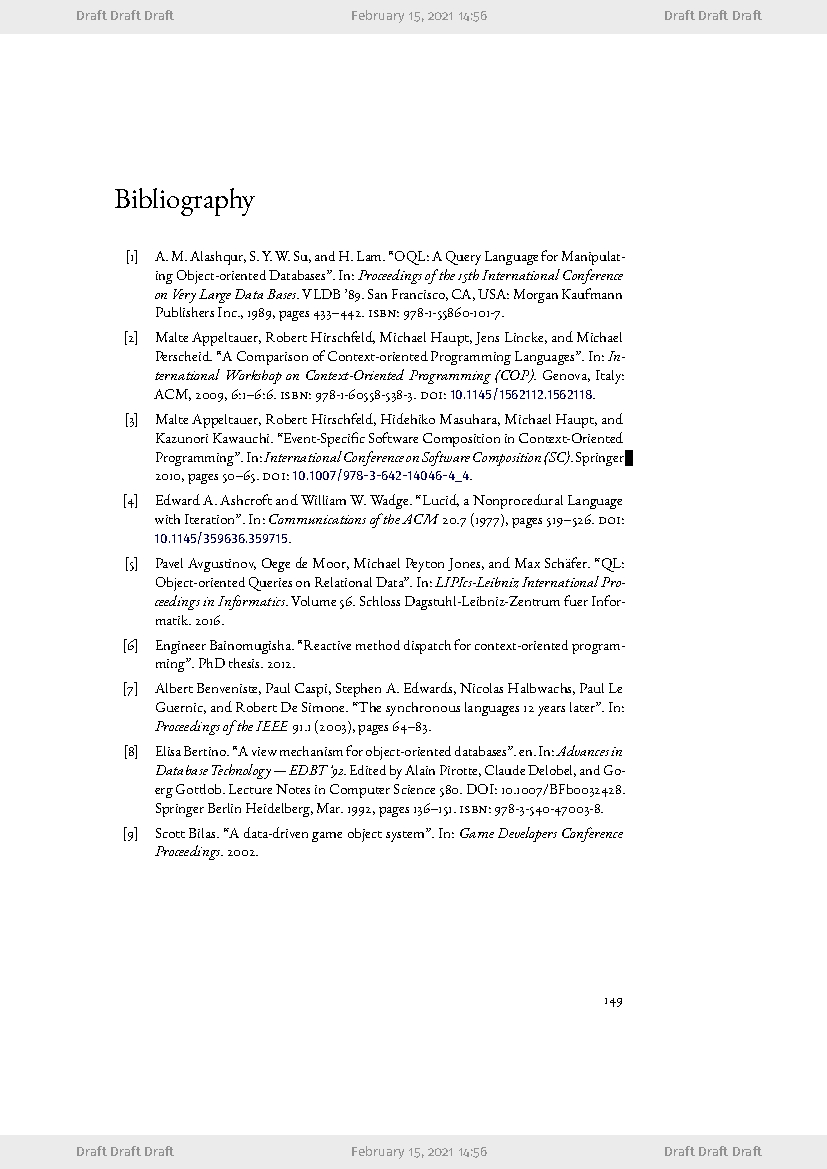 Draft Draft Draft February 15, 2021 14:56 Draft Draft Draft
Bibliography
[1] A. M. Alashqur, S. Y. W. Su, and H. Lam. “OQL: A Query Language for Manipulat-
ing Object-oriented Databases”. In: Proceedings of the 15th International Conference
on Very Large Data Bases. VLDB ’89. San Francisco, CA, USA: Morgan Kaufmann
Publishers Inc., 1989, pages 433–442. ISBN: 978-1-55860-101-7.
[2] Malte Appeltauer, Robert Hirschfeld, Michael Haupt, Jens Lincke, and Michael
Perscheid. “A Comparison of Context-oriented Programming Languages”. In: In-
ternational Workshop on Context-Oriented Programming (COP). Genova, Italy:
ACM, 2009, 6:1–6:6. ISBN: 978-1-60558-538-3. DOI: 10.1145/1562112.1562118.
[3] Malte Appeltauer, Robert Hirschfeld, Hidehiko Masuhara, Michael Haupt, and
Kazunori Kawauchi. “Event-Specific Software Composition in Context-Oriented
Programming”. In: International Conference on Software Composition (SC). Springer
2010, pages 50–65. DOI: 10.1007/978-3-642-14046-4_4.
[4] Edward A. Ashcroft and William W. Wadge. “Lucid, a Nonprocedural Language
with Iteration”. In: Communications of the ACM 20.7 (1977), pages 519–526. DOI:
10.1145/359636.359715.
[5] Pavel Avgustinov, Oege de Moor, Michael Peyton Jones, and Max Schäfer. “QL:
Object-oriented Queries on Relational Data”. In: LIPIcs-Leibniz International Pro-
ceedings in Informatics. Volume 56. Schloss Dagstuhl-Leibniz-Zentrum fuer Infor-
matik. 2016.
[6] Engineer Bainomugisha. “Reactive method dispatch for context-oriented program-
ming”. PhD thesis. 2012.
[7] Albert Benveniste, Paul Caspi, Stephen A. Edwards, Nicolas Halbwachs, Paul Le
Guernic, and Robert De Simone. “The synchronous languages 12 years later”. In:
Proceedings of the IEEE 91.1 (2003), pages 64–83.
[8] Elisa Bertino. “A view mechanism for object-oriented databases”. en. In: Advances in
Database Technology — EDBT ’92. Edited by Alain Pirotte, Claude Delobel, and Go-
erg Gottlob. Lecture Notes in Computer Science 580. DOI: 10.1007/BFb0032428.
Springer Berlin Heidelberg, Mar. 1992, pages 136–151. ISBN: 978-3-540-47003-8.
[9] Scott Bilas. “A data-driven game object system”. In: Game Developers Conference
Proceedings. 2002.
149
Draft Draft Draft February 15, 2021 14:56 Draft Draft Draft